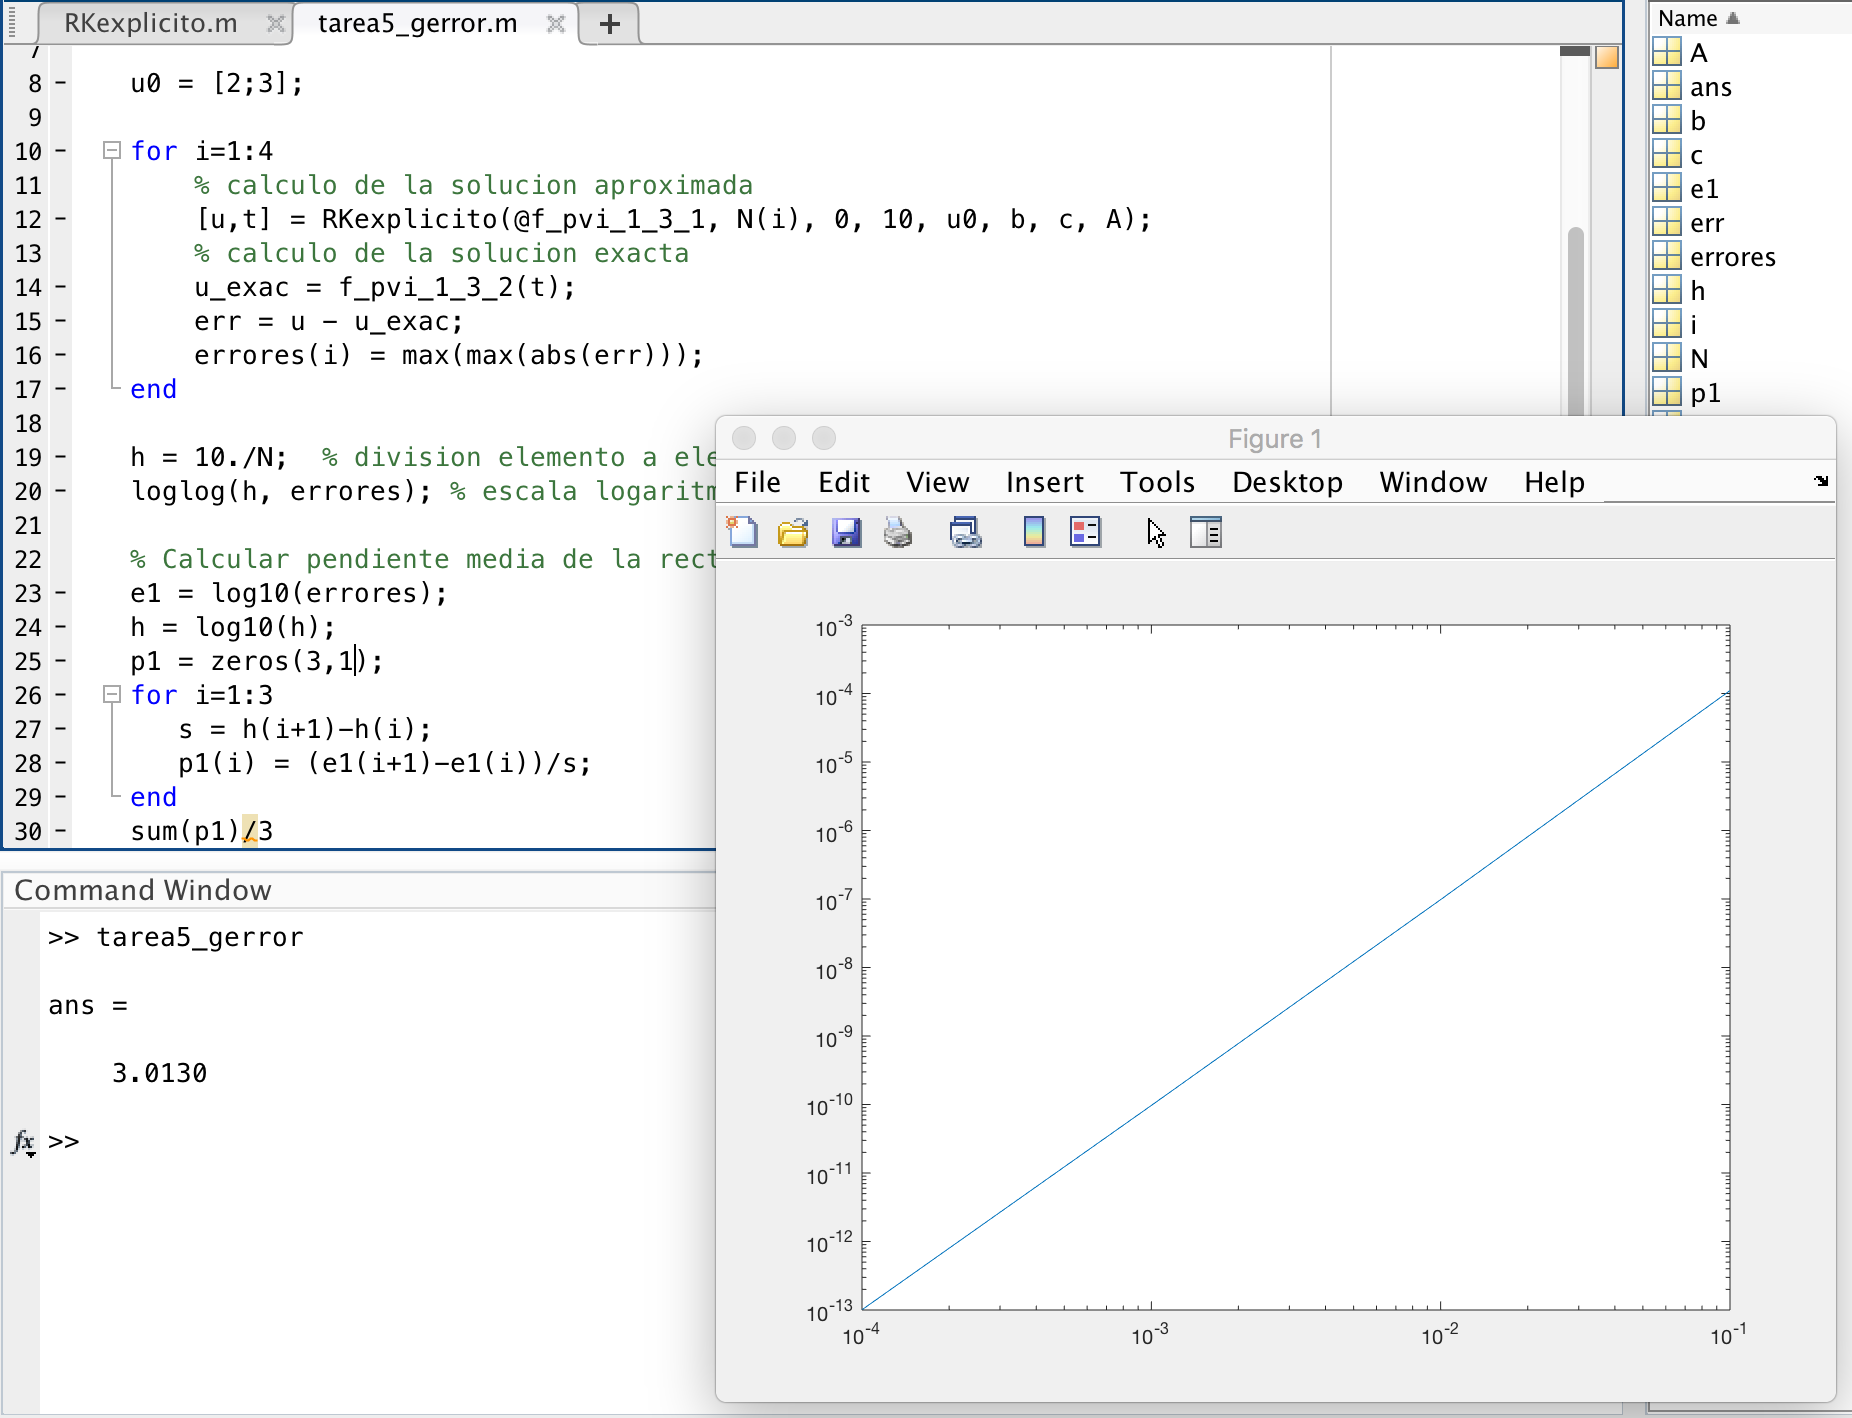 RKexplicito.m tarea5_gerror.m
7
8 - u0 = [2;3];
9
10 - for i=1:4
11 % calculo de la solucion aproximada
12 - [u,t] = RKexplicito(@f_pvi_1_3_1, N(i), 0, 10, u0, b, c, A);
13 % calculo de la solucion exacta
14 - u_exac = f_pvi_1_3_2(t);
15 - err = u - u_exac;
16 - errores(i) = max(max(abs(err)));
17 - end
18
19 - h = 10./N; % division elemento a ele
20 - loglog(h, errores); % escala logaritm
21
22 % Calcular pendiente media de la rect
23 - e1 = log10(errores);
24 - h = log10(h);
25 - p1 = zeros(3,1);
26 - for i=1:3
27 - s = h(i+1)-h(i);
28 - p1(i) = (e1(i+1)-e1(i))/s;
29 - end
30 - sum(p1)/3
Name
A
ans
b
c
e1
err
errores
h
i
N
p1
Command Window
>> tarea5_gerror
ans =
3.0130
fx >>
Figure 1
File Edit View Insert Tools Desktop Window Help
10^-3
10^-4
10^-5
10^-6
10^-7
10^-8
10^-9
10^-10
10^-11
10^-12
10^-13
10^-4 10^-3 10^-2 10^-1